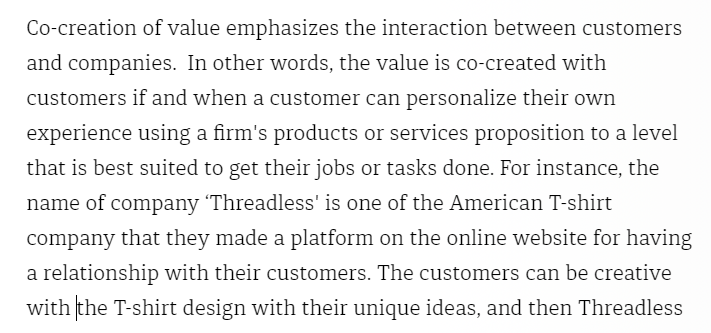 Co-creation of value emphasizes the interaction between customers
and companies.  In other words, the value is co-created with
customers if and when a customer can personalize their own
experience using a firm's products or services proposition to a level
that is best suited to get their jobs or tasks done. For instance, the
name of company ‘Threadless' is one of the American T-shirt
company that they made a platform on the online website for having
a relationship with their customers. The customers can be creative
with the T-shirt design with their unique ideas, and then Threadless